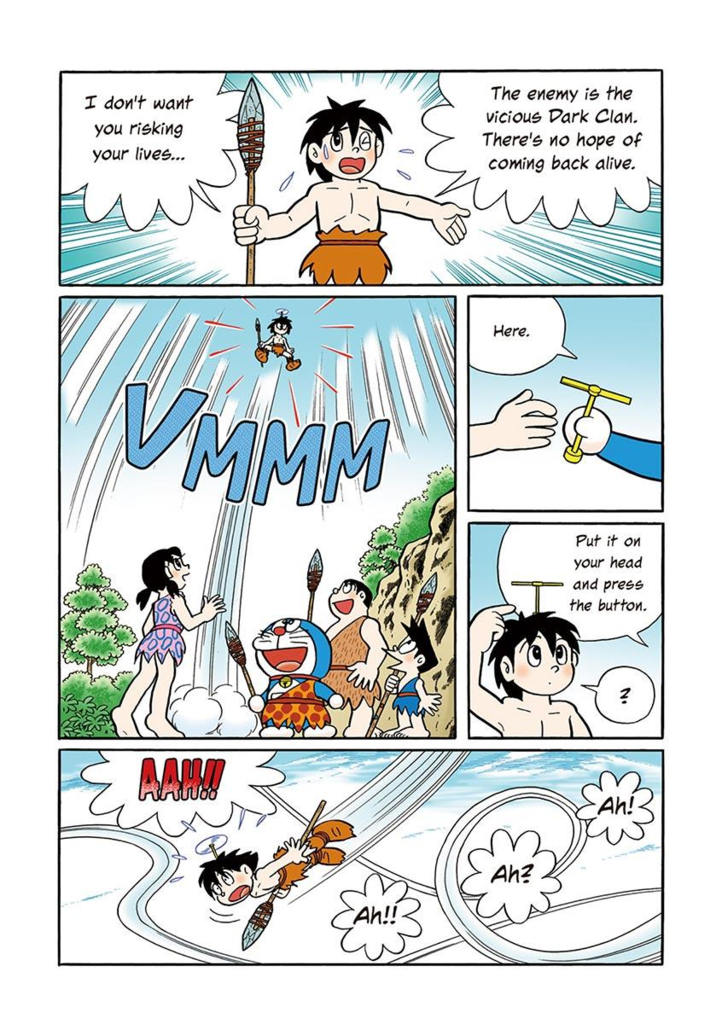 I don't want
you risking
your lives...
The enemy is the
vicious Dark Clan.
There's no hope of
coming back alive.
VMMM
Here.
Put it on
your head
and press
the button.
?
AAH!!
Ah!!
Ah?
Ah!